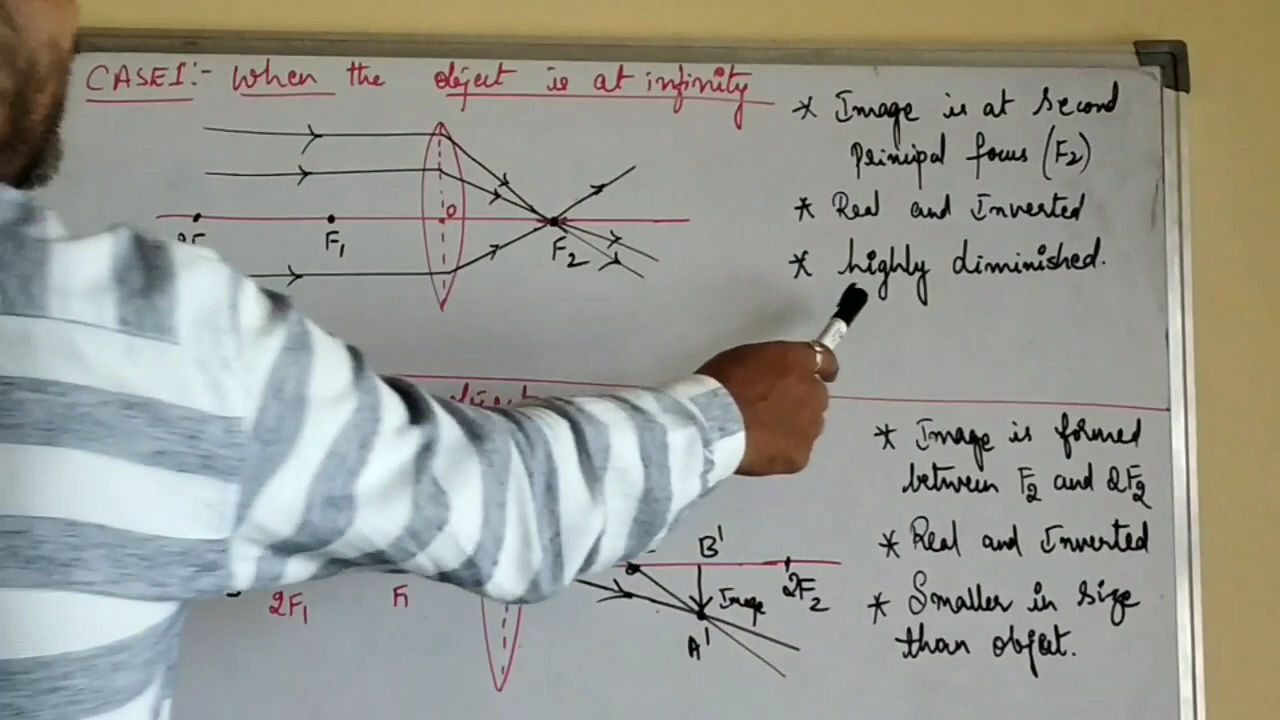 CASE1:- When the object is at infinity
* Image is at second
principal focus (F2)
* Real and Inverted
* highly diminished.
O
F1
F2
object
* Image is formed
between F2 and 2F2
* Real and Inverted
* Smaller in size
than object.
B'
2F1
F1
Image
2F2
A'